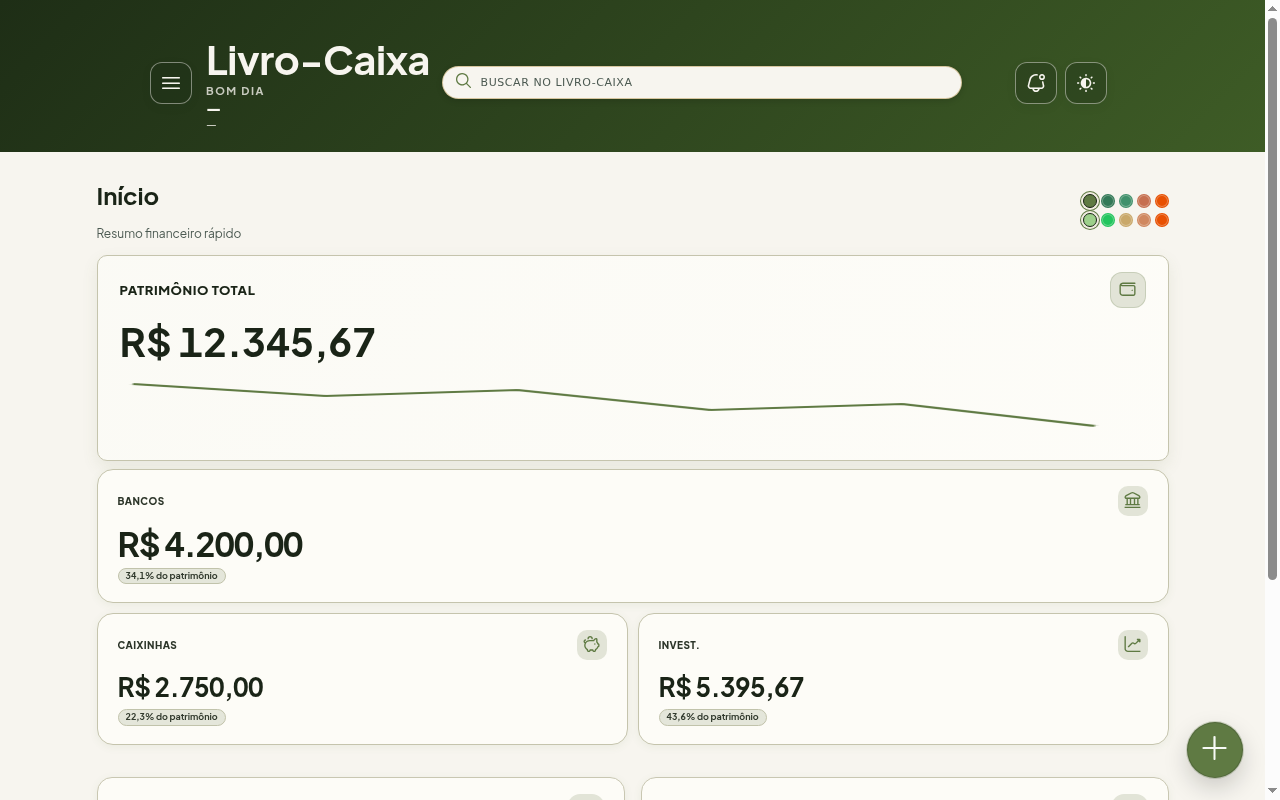 Livro-Caixa
BOM DIA
—
—
BUSCAR NO LIVRO-CAIXA
Início
Resumo financeiro rápido
PATRIMÔNIO TOTAL
R$ 12.345,67
BANCOS
R$ 4.200,00
34,1% do patrimônio
CAIXINHAS
R$ 2.750,00
22,3% do patrimônio
INVEST.
R$ 5.395,67
43,6% do patrimônio